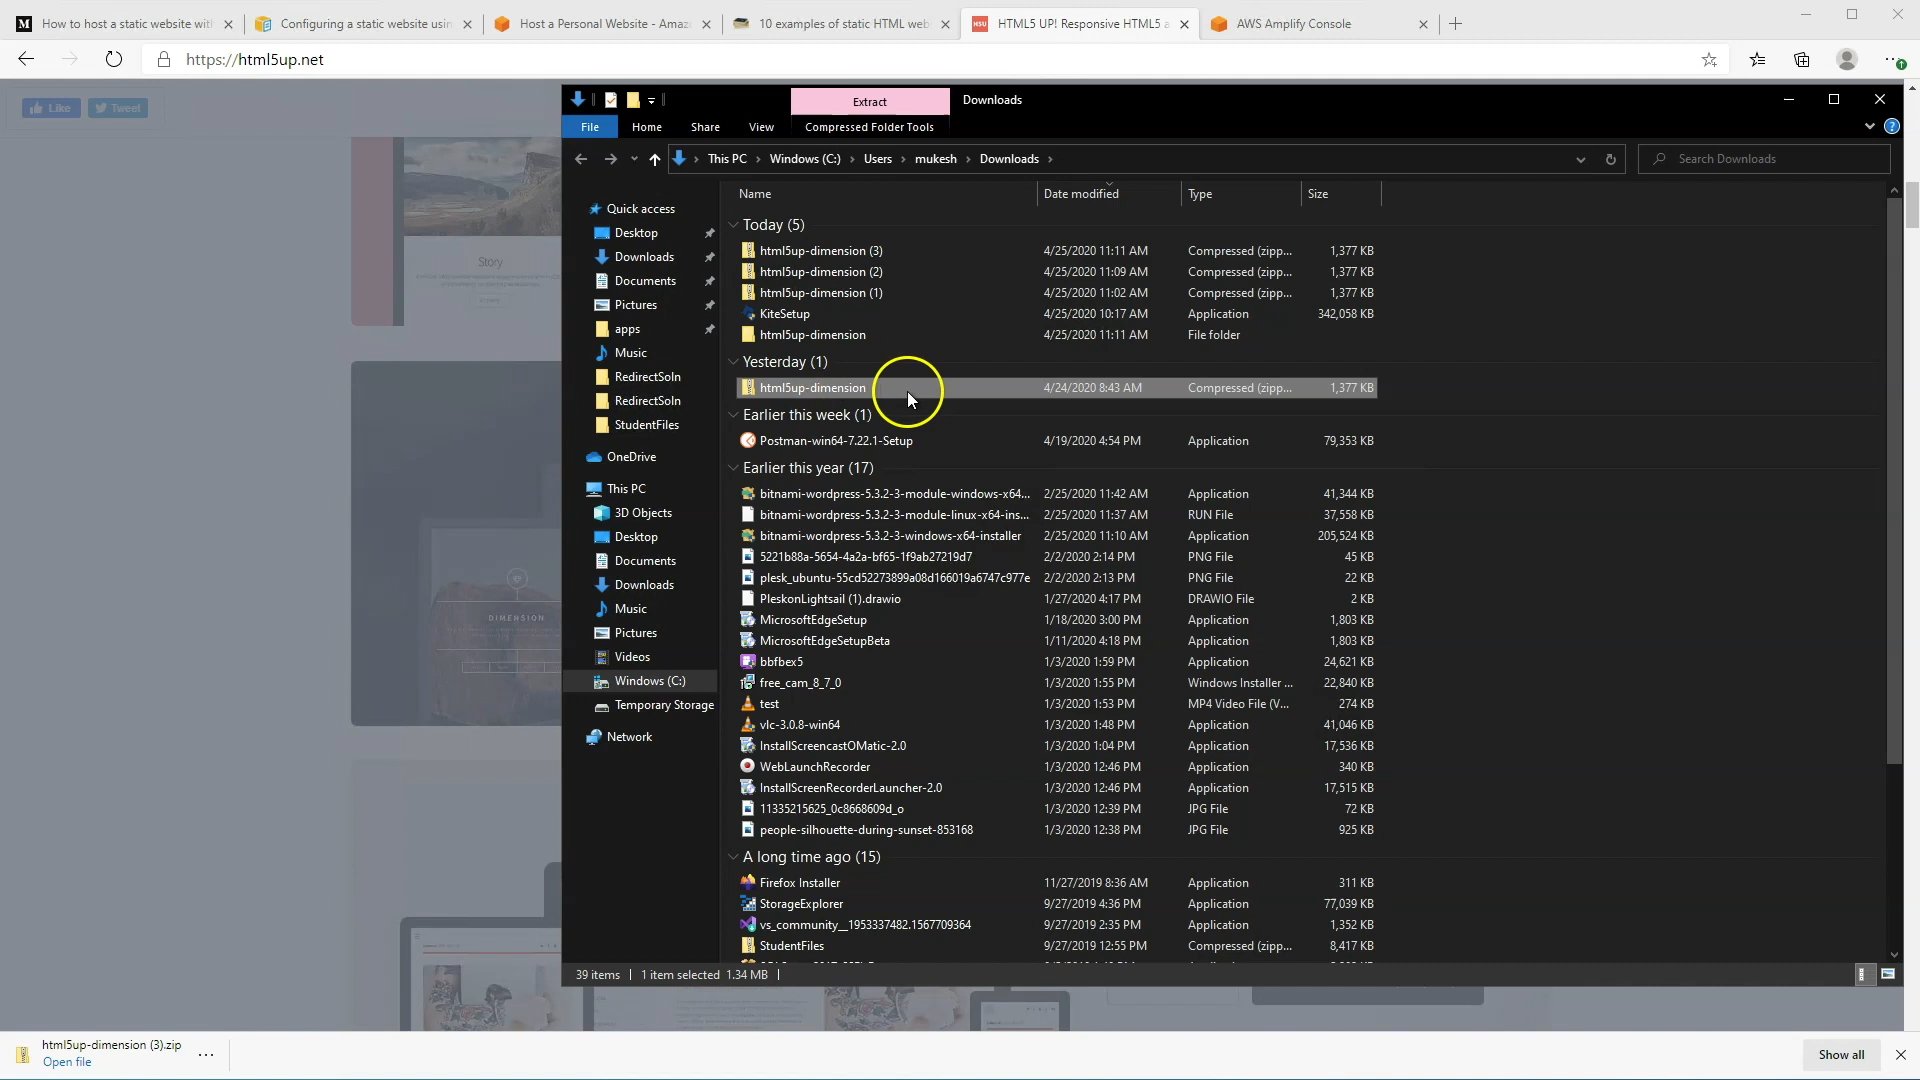 How to host a static website wit
Configuring a static website usin
Host a Personal Website - Amaz
10 examples of static HTML web
HTML5 UP! Responsive HTML5 a
AWS Amplify Console
https://html5up.net
Like
Tweet
Extract
Downloads
File
Home
Share
View
Compressed Folder Tools
This PC
Windows (C:)
Users
mukesh
Downloads
Search Downloads
Name
Date modified
Type
Size
Quick access
Desktop
Downloads
Documents
Pictures
apps
Music
RedirectSoln
RedirectSoln
StudentFiles
OneDrive
This PC
3D Objects
Desktop
Documents
Downloads
Music
Pictures
Videos
Windows (C:)
Temporary Storage
Network
Today (5)
html5up-dimension (3) 4/25/2020 11:11 AM Compressed (zipp... 1,377 KB
html5up-dimension (2) 4/25/2020 11:09 AM Compressed (zipp... 1,377 KB
html5up-dimension (1) 4/25/2020 11:02 AM Compressed (zipp... 1,377 KB
KiteSetup 4/25/2020 10:17 AM Application 342,058 KB
html5up-dimension 4/25/2020 11:11 AM File folder
Yesterday (1)
html5up-dimension 4/24/2020 8:43 AM Compressed (zipp... 1,377 KB
Earlier this week (1)
Postman-win64-7.22.1-Setup 4/19/2020 4:54 PM Application 79,353 KB
Earlier this year (17)
bitnami-wordpress-5.3.2-3-module-windows-x64... 2/25/2020 11:42 AM Application 41,344 KB
bitnami-wordpress-5.3.2-3-module-linux-x64-ins... 2/25/2020 11:37 AM RUN File 37,558 KB
bitnami-wordpress-5.3.2-3-windows-x64-installer 2/25/2020 11:10 AM Application 205,524 KB
5221b88a-5654-4a2a-bf65-1f9ab27219d7 2/2/2020 2:14 PM PNG File 45 KB
plesk_ubuntu-55cd52273899a08d166019a6747c977e 2/2/2020 2:13 PM PNG File 22 KB
PleskonLightsail (1).drawio 1/27/2020 4:17 PM DRAWIO File 2 KB
MicrosoftEdgeSetup 1/18/2020 3:00 PM Application 1,803 KB
MicrosoftEdgeSetupBeta 1/11/2020 4:18 PM Application 1,803 KB
bbfbex5 1/3/2020 1:59 PM Application 24,621 KB
free_cam_8_7_0 1/3/2020 1:55 PM Windows Installer ... 22,840 KB
test 1/3/2020 1:53 PM MP4 Video File (V... 274 KB
vlc-3.0.8-win64 1/3/2020 1:48 PM Application 41,046 KB
InstallScreencastOMatic-2.0 1/3/2020 1:04 PM Application 17,536 KB
WebLaunchRecorder 1/3/2020 12:46 PM Application 340 KB
InstallScreenRecorderLauncher-2.0 1/3/2020 12:46 PM Application 17,515 KB
11335215625_0c8668609d_o 1/3/2020 12:39 PM JPG File 72 KB
people-silhouette-during-sunset-853168 1/3/2020 12:38 PM JPG File 925 KB
A long time ago (15)
Firefox Installer 11/27/2019 8:36 AM Application 311 KB
StorageExplorer 9/27/2019 4:36 PM Application 77,039 KB
vs_community__1953337482.1567709364 9/27/2019 2:35 PM Application 1,352 KB
StudentFiles 9/27/2019 12:55 PM Compressed (zipp... 8,417 KB
Story
DIMENSION
39 items
1 item selected 1.34 MB
html5up-dimension (3).zip
Open file
Show all